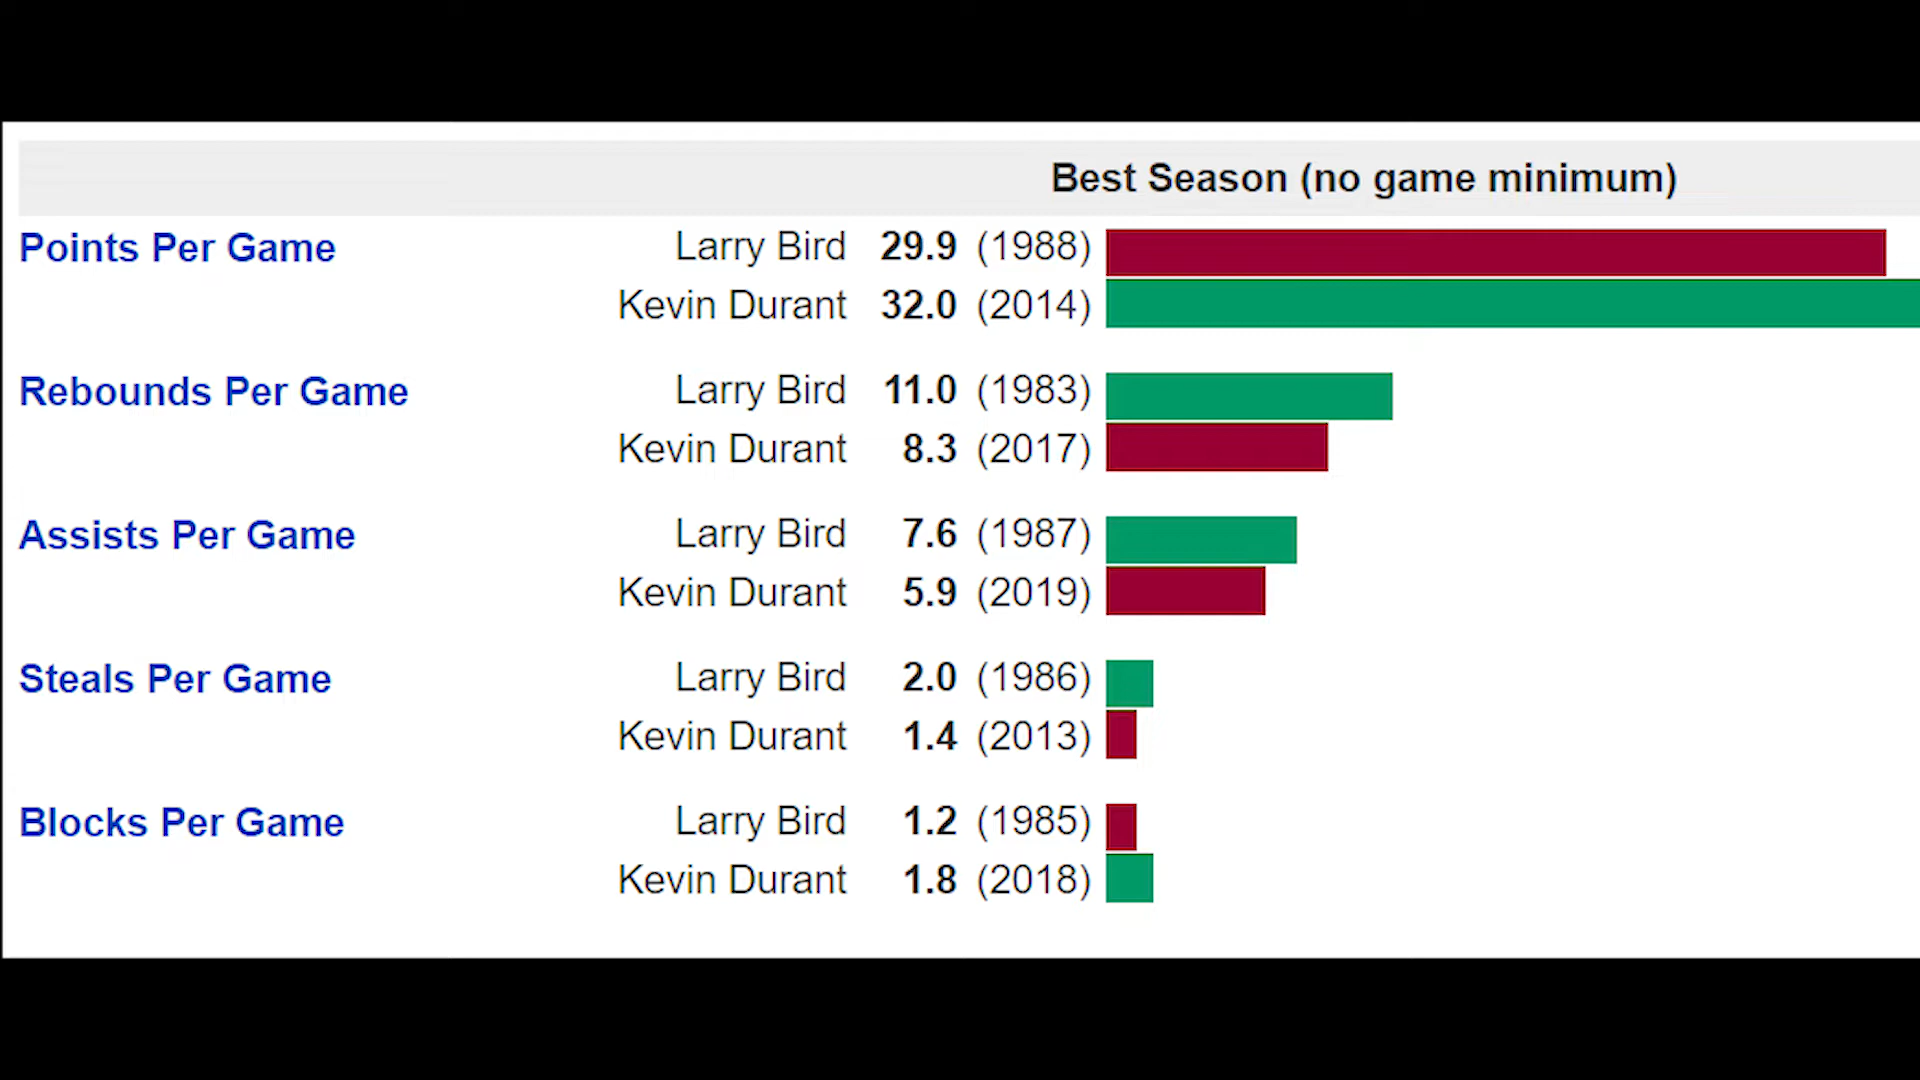 Best Season (no game minimum)
Points Per Game Larry Bird 29.9 (1988)
Kevin Durant 32.0 (2014)
Rebounds Per Game Larry Bird 11.0 (1983)
Kevin Durant 8.3 (2017)
Assists Per Game Larry Bird 7.6 (1987)
Kevin Durant 5.9 (2019)
Steals Per Game Larry Bird 2.0 (1986)
Kevin Durant 1.4 (2013)
Blocks Per Game Larry Bird 1.2 (1985)
Kevin Durant 1.8 (2018)